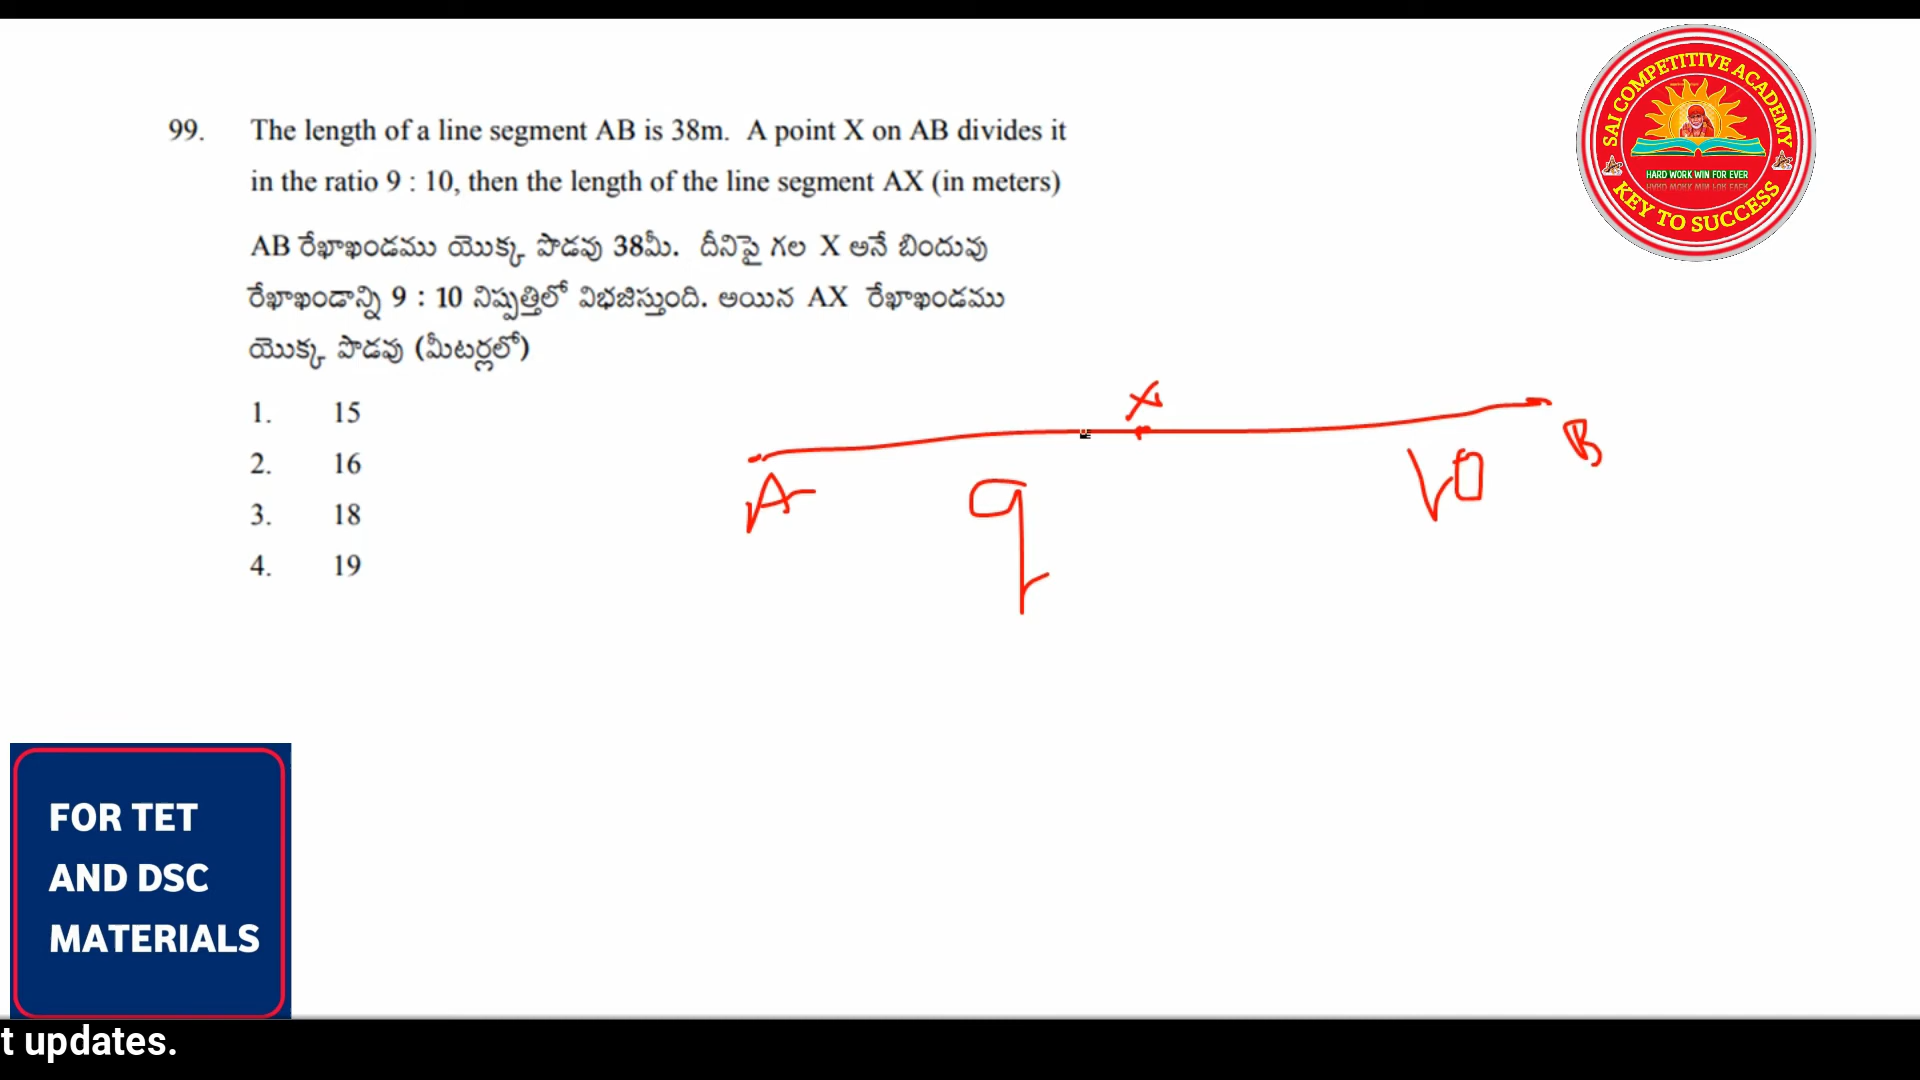 99. The length of a line segment AB is 38m. A point X on AB divides it
in the ratio 9 : 10, then the length of the line segment AX (in meters)
AB రేఖాఖండము యొక్క పొడవు 38మీ. దీనిపై గల X అనే బిందువు
రేఖాఖండాన్ని 9 : 10 నిష్పత్తిలో విభజిస్తుంది. అయిన AX రేఖాఖండము
యొక్క పొడవు (మీటర్లలో)
1. 15
2. 16
3. 18
4. 19
X
A
B
9
10
SAI COMPETITIVE ACADEMY
HARD WORK WIN FOR EVER
KEY TO SUCCESS
FOR TET
AND DSC
MATERIALS
t updates.